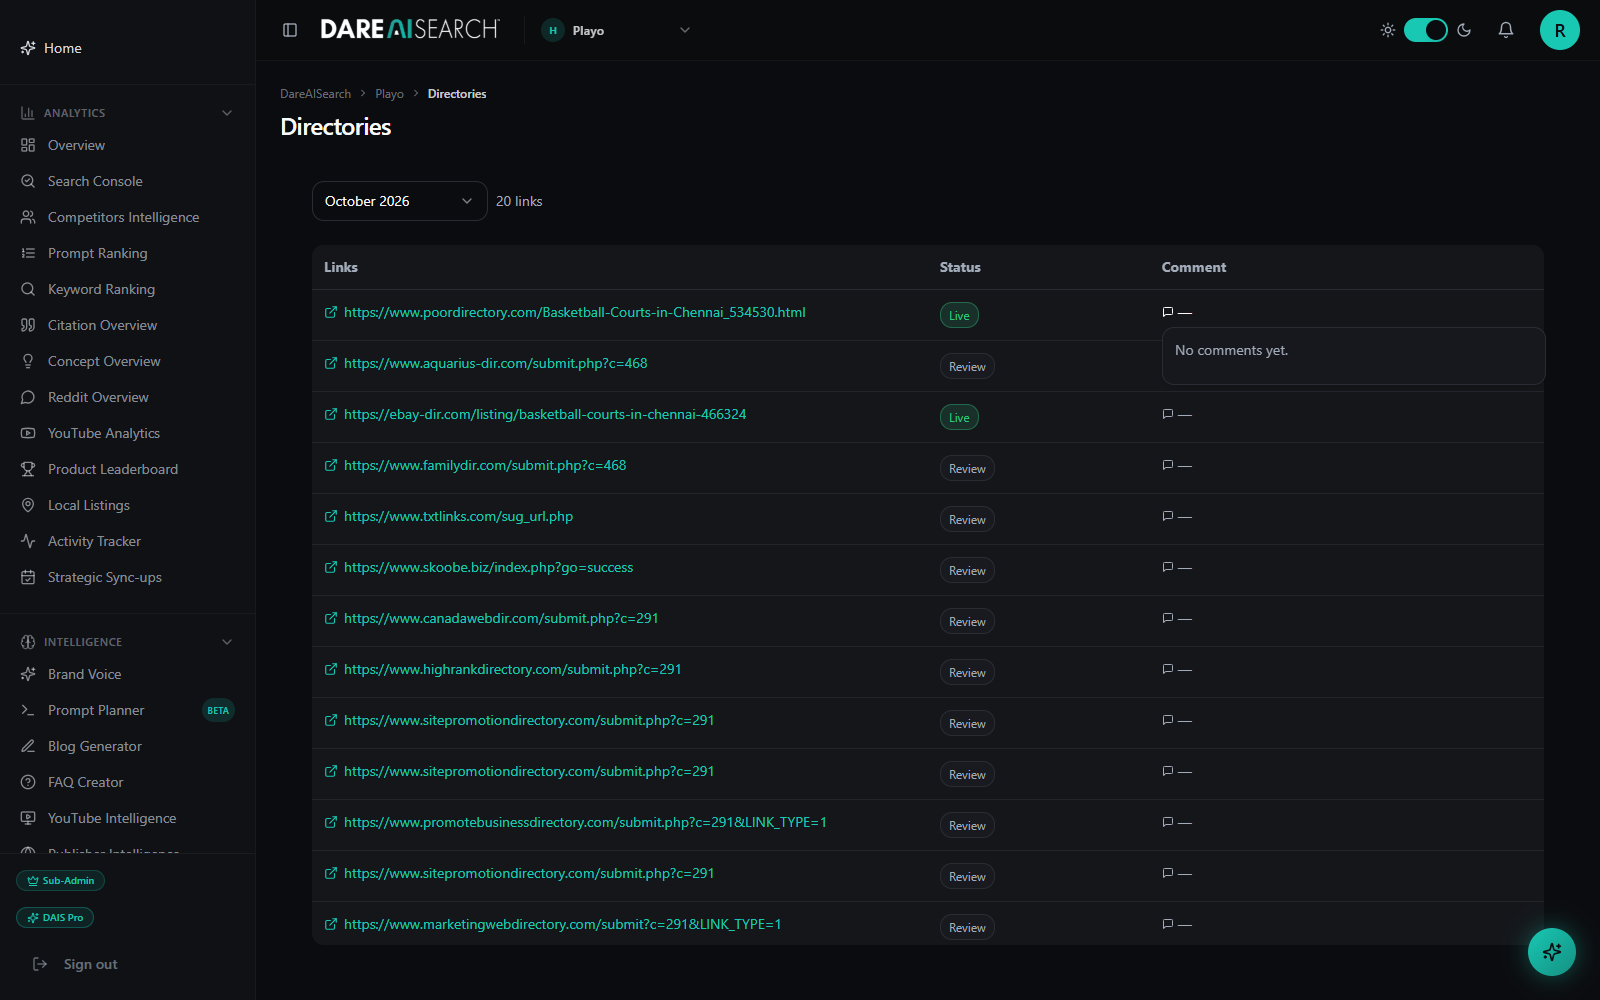 Home
ANALYTICS
Overview
Search Console
Competitors Intelligence
Prompt Ranking
Keyword Ranking
Citation Overview
Concept Overview
Reddit Overview
YouTube Analytics
Product Leaderboard
Local Listings
Activity Tracker
Strategic Sync-ups
INTELLIGENCE
Brand Voice
Prompt Planner BETA
Blog Generator
FAQ Creator
YouTube Intelligence
Publisher Intelligence
Sub-Admin
DAIS Pro
Sign out
DARE AI SEARCH
H Playo
R
DareAISearch > Playo > Directories
Directories
October 2026 20 links
Links Status Comment
https://www.poordirectory.com/Basketball-Courts-in-Chennai_534530.html Live —
No comments yet.
https://www.aquarius-dir.com/submit.php?c=468 Review
https://ebay-dir.com/listing/basketball-courts-in-chennai-466324 Live —
https://www.familydir.com/submit.php?c=468 Review —
https://www.txtlinks.com/sug_url.php Review —
https://www.skoobe.biz/index.php?go=success Review —
https://www.canadawebdir.com/submit.php?c=291 Review —
https://www.highrankdirectory.com/submit.php?c=291 Review —
https://www.sitepromotiondirectory.com/submit.php?c=291 Review —
https://www.sitepromotiondirectory.com/submit.php?c=291 Review —
https://www.promotebusinessdirectory.com/submit.php?c=291&LINK_TYPE=1 Review —
https://www.sitepromotiondirectory.com/submit.php?c=291 Review —
https://www.marketingwebdirectory.com/submit?c=291&LINK_TYPE=1 Review —